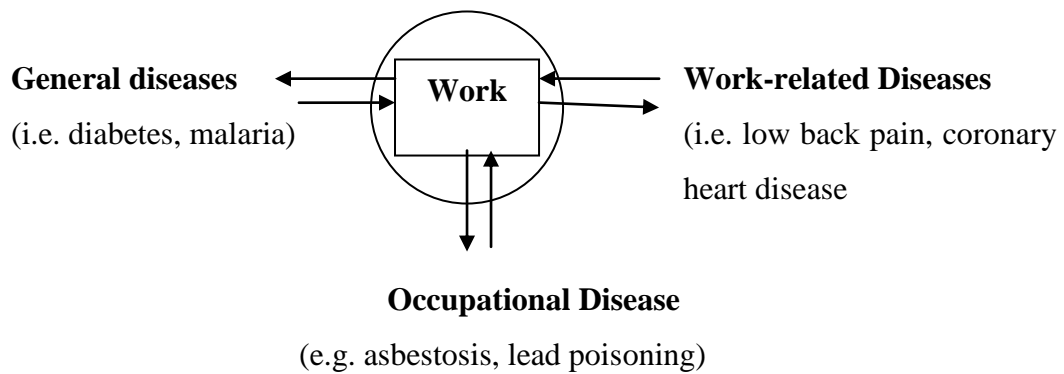 General diseases
(i.e. diabetes, malaria)
Work
Work-related Diseases
(i.e. low back pain, coronary
heart disease
Occupational Disease
(e.g. asbestosis, lead poisoning)